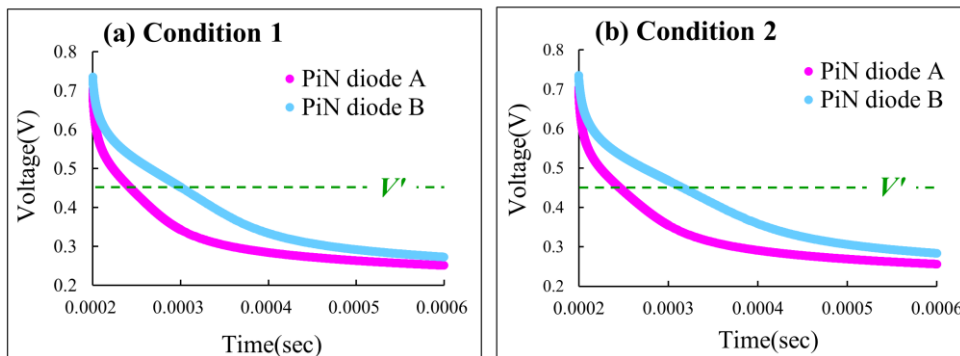 (a) Condition 1
0.8
0.7
0.6
0.5
0.4
0.3
0.2
Voltage(V)
PiN diode A
PiN diode B
V'
0.0002 0.0003 0.0004 0.0005 0.0006
Time(sec)
(b) Condition 2
0.8
0.7
0.6
0.5
0.4
0.3
0.2
Voltage(V)
PiN diode A
PiN diode B
V'
0.0002 0.0003 0.0004 0.0005 0.0006
Time(sec)